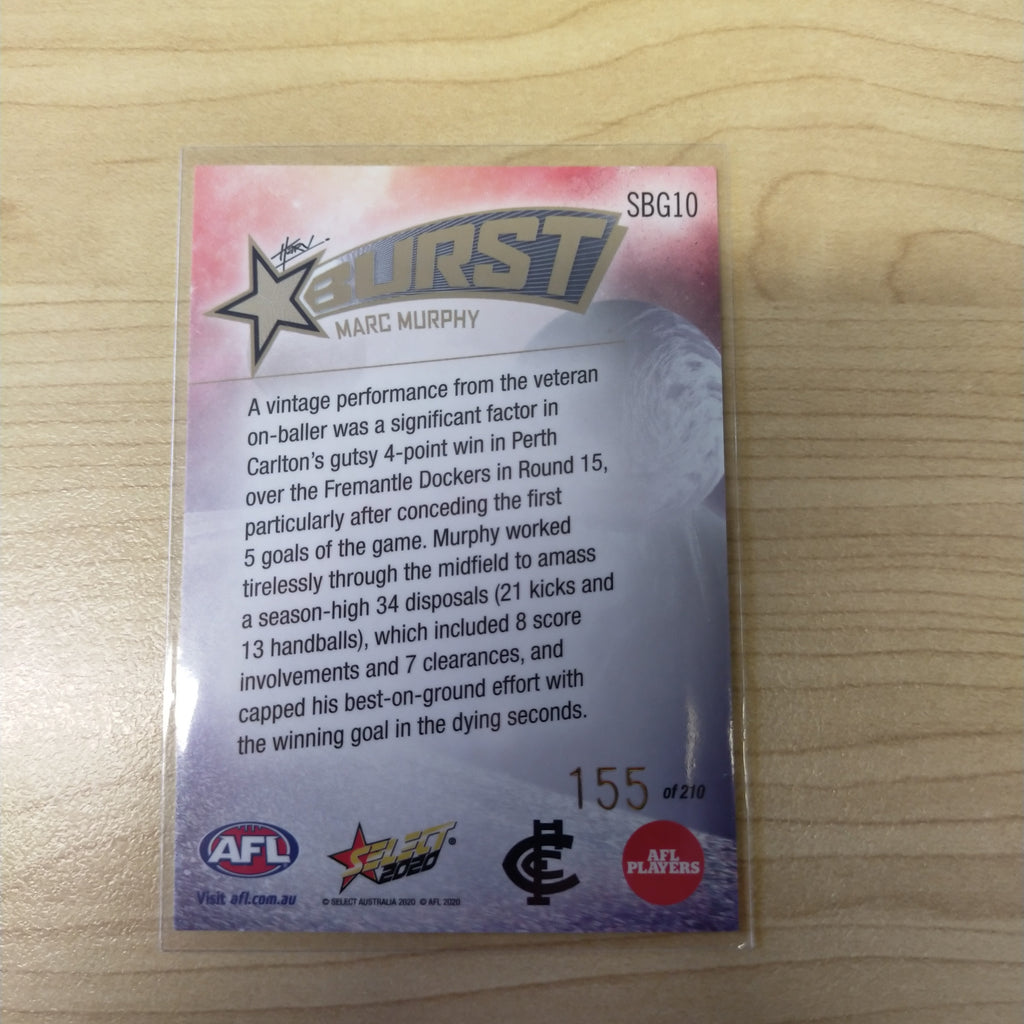 SBG10
BURST
MARC MURPHY
A vintage performance from the veteran
on-baller was a significant factor in
Carlton's gutsy 4-point win in Perth
over the Fremantle Dockers in Round 15,
particularly after conceding the first
5 goals of the game. Murphy worked
tirelessly through the midfield to amass
a season-high 34 disposals (21 kicks and
13 handballs), which included 8 score
involvements and 7 clearances, and
capped his best-on-ground effort with
the winning goal in the dying seconds.
155 of 210
AFL
Visit afl.com.au
SELECT ®
2020
© SELECT AUSTRALIA 2020 © AFL 2020
CFC
AFL
PLAYERS